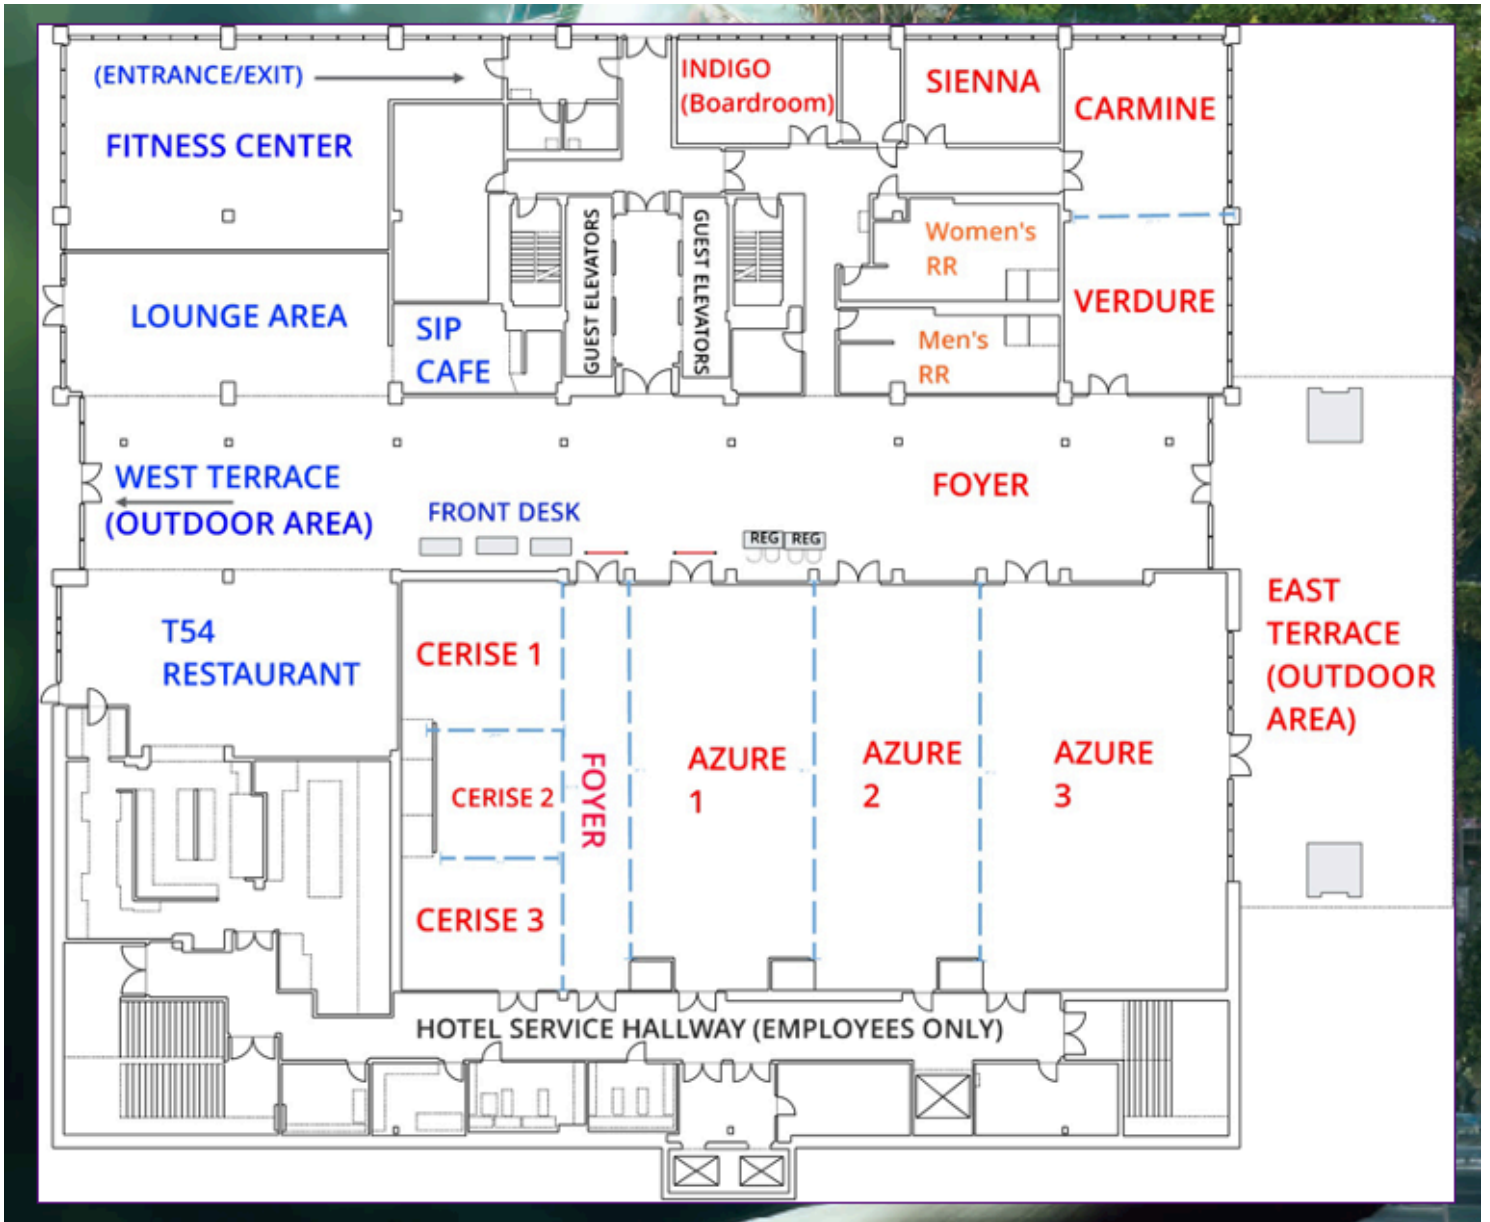 (ENTRANCE/EXIT)
FITNESS CENTER
INDIGO
(Boardroom)
SIENNA
CARMINE
LOUNGE AREA
SIP
CAFE
GUEST ELEVATORS
GUEST ELEVATORS
Women's
RR
Men's
RR
VERDURE
WEST TERRACE
(OUTDOOR AREA)
FRONT DESK
REG
REG
FOYER
T54
RESTAURANT
CERISE 1
CERISE 2
CERISE 3
FOYER
AZURE
1
AZURE
2
AZURE
3
EAST
TERRACE
(OUTDOOR
AREA)
HOTEL SERVICE HALLWAY (EMPLOYEES ONLY)